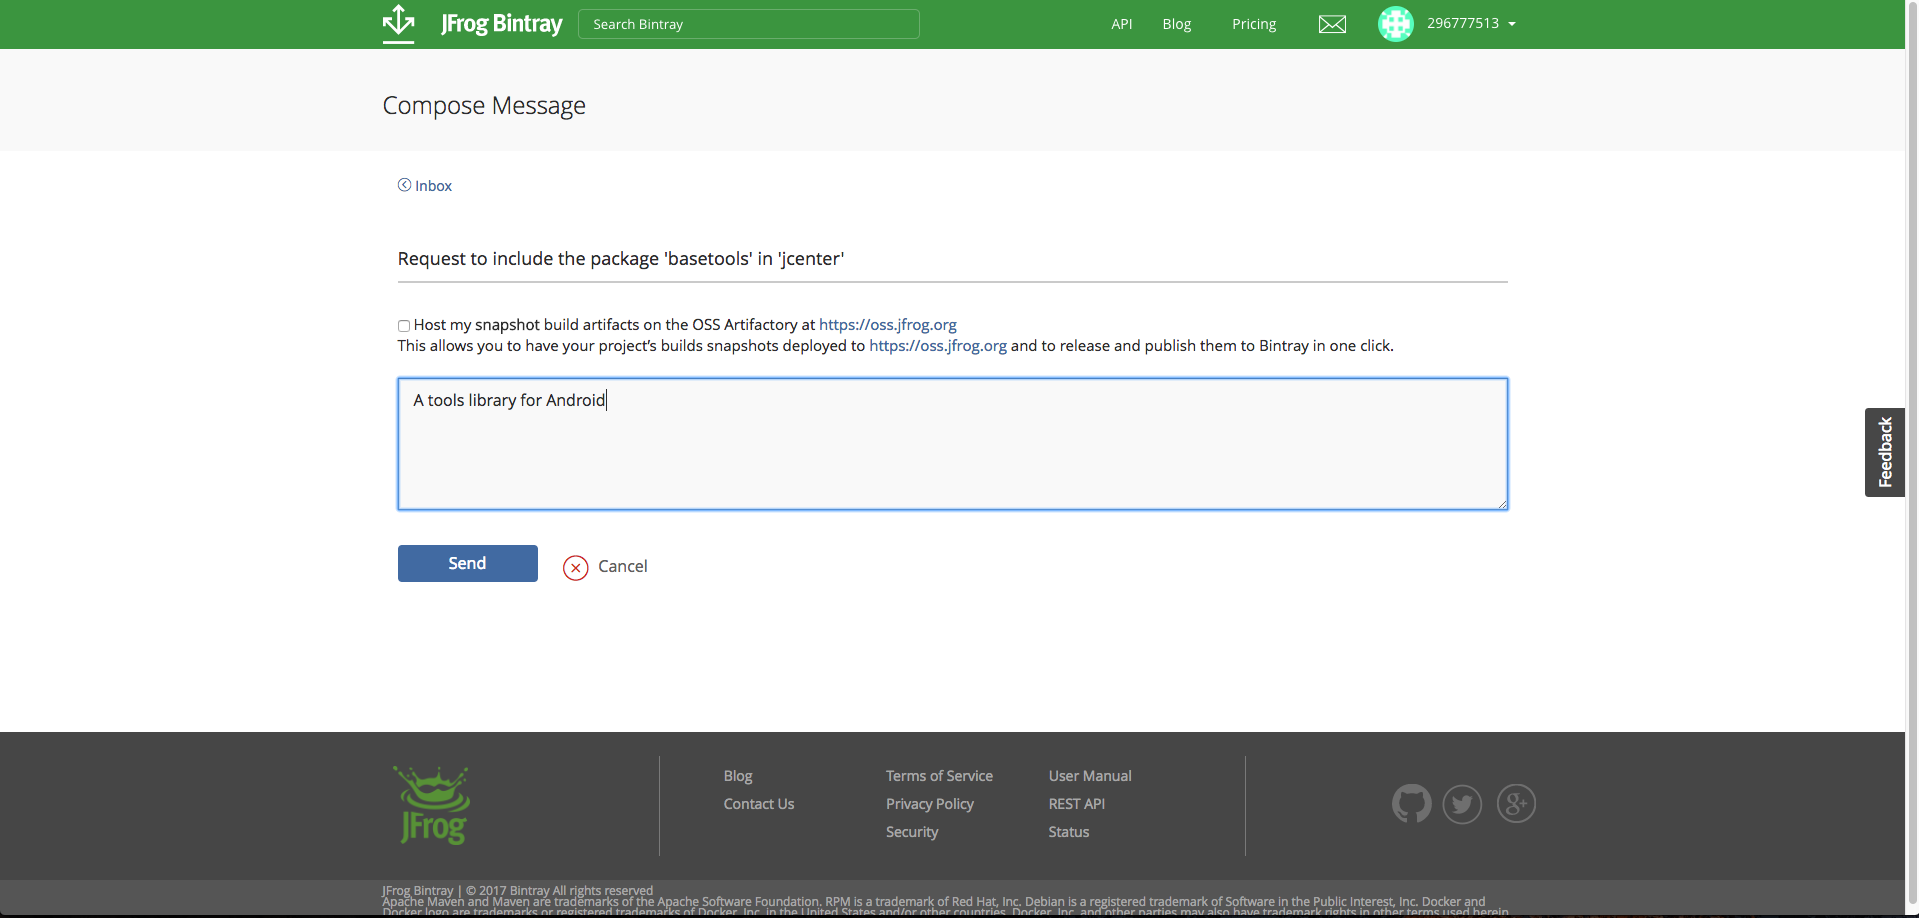 JFrog Bintray
Search Bintray
API
Blog
Pricing
296777513
Compose Message
Inbox
Request to include the package 'basetools' in 'jcenter'
Host my snapshot build artifacts on the OSS Artifactory at https://oss.jfrog.org
This allows you to have your project's builds snapshots deployed to https://oss.jfrog.org and to release and publish them to Bintray in one click.
A tools library for Android
Feedback
Send
Cancel
JFrog
Blog
Contact Us
Terms of Service
Privacy Policy
Security
User Manual
REST API
Status
g+
JFrog Bintray | © 2017 Bintray All rights reserved
Apache Maven and Maven are trademarks of the Apache Software Foundation. RPM is a trademark of Red Hat, Inc. Debian is a registered trademark of Software in the Public Interest, Inc. Docker and
Docker logo are trademarks or registered trademarks of Docker, Inc. in the United States and/or other countries. Docker, Inc. and other parties may also have trademark rights in other terms used herein